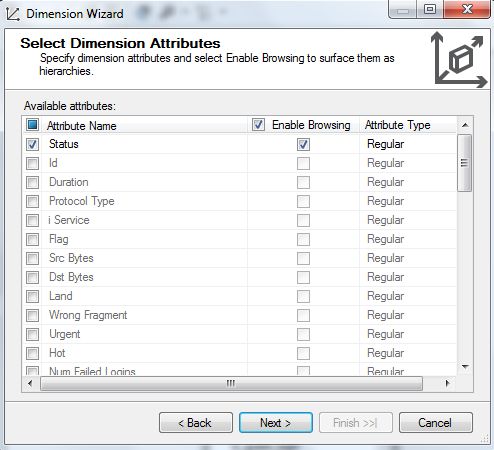 Dimension Wizard
Select Dimension Attributes
Specify dimension attributes and select Enable Browsing to surface them as
hierarchies.
Available attributes:
Attribute Name Enable Browsing Attribute Type
Status Regular
Id Regular
Duration Regular
Protocol Type Regular
i Service Regular
Flag Regular
Src Bytes Regular
Dst Bytes Regular
Land Regular
Wrong Fragment Regular
Urgent Regular
Hot Regular
Num Failed Logins Regular
< Back Next > Finish >>| Cancel